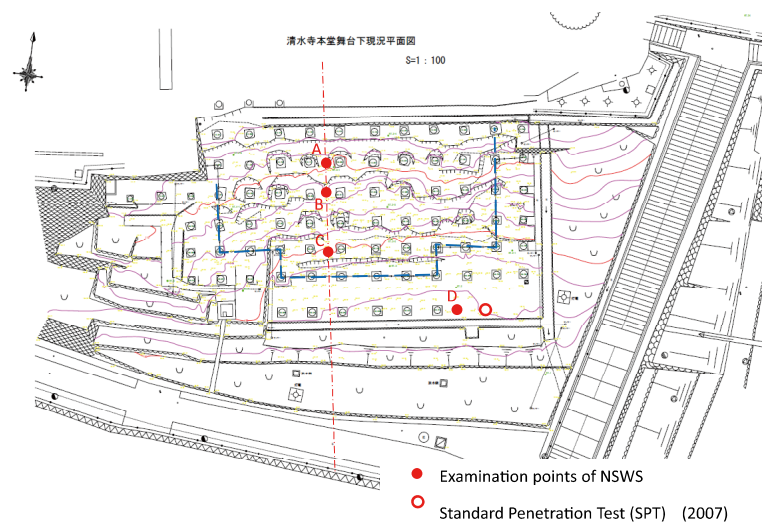 清水寺本堂舞台下現況平面図
S=1：100
A
B
C
D
Examination points of NSWS
Standard Penetration Test (SPT) (2007)